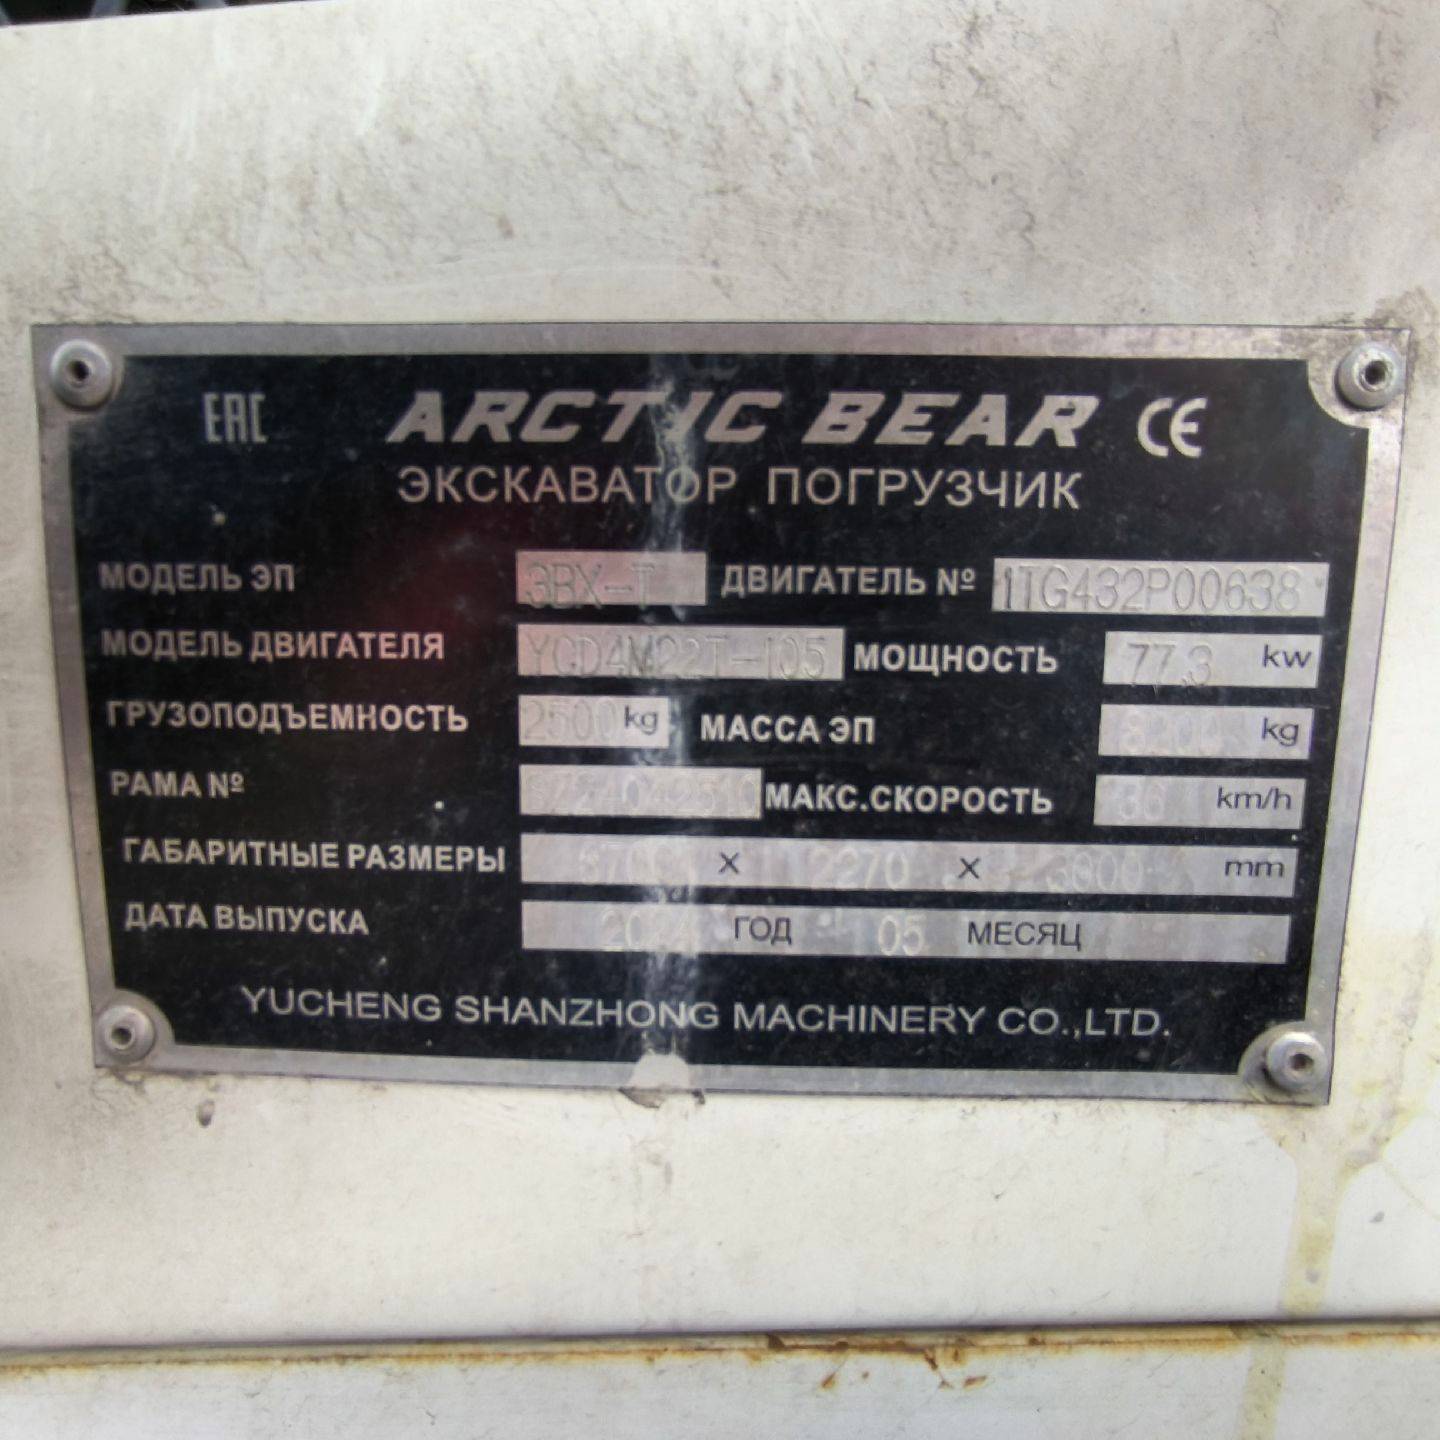 EAC ARCTIC BEAR CE
ЭКСКАВАТОР ПОГРУЗЧИК
МОДЕЛЬ ЭП 3BX-T ДВИГАТЕЛЬ № 1TG432P00638
МОДЕЛЬ ДВИГАТЕЛЯ YCD4M22T-105 МОЩНОСТЬ 77.3 kw
ГРУЗОПОДЪЕМНОСТЬ 2500 kg МАССА ЭП kg
РАМА № МАКС.СКОРОСТЬ 36 km/h
ГАБАРИТНЫЕ РАЗМЕРЫ X 2270 X mm
ДАТА ВЫПУСКА ГОД 05 МЕСЯЦ
YUCHENG SHANZHONG MACHINERY CO.,LTD.